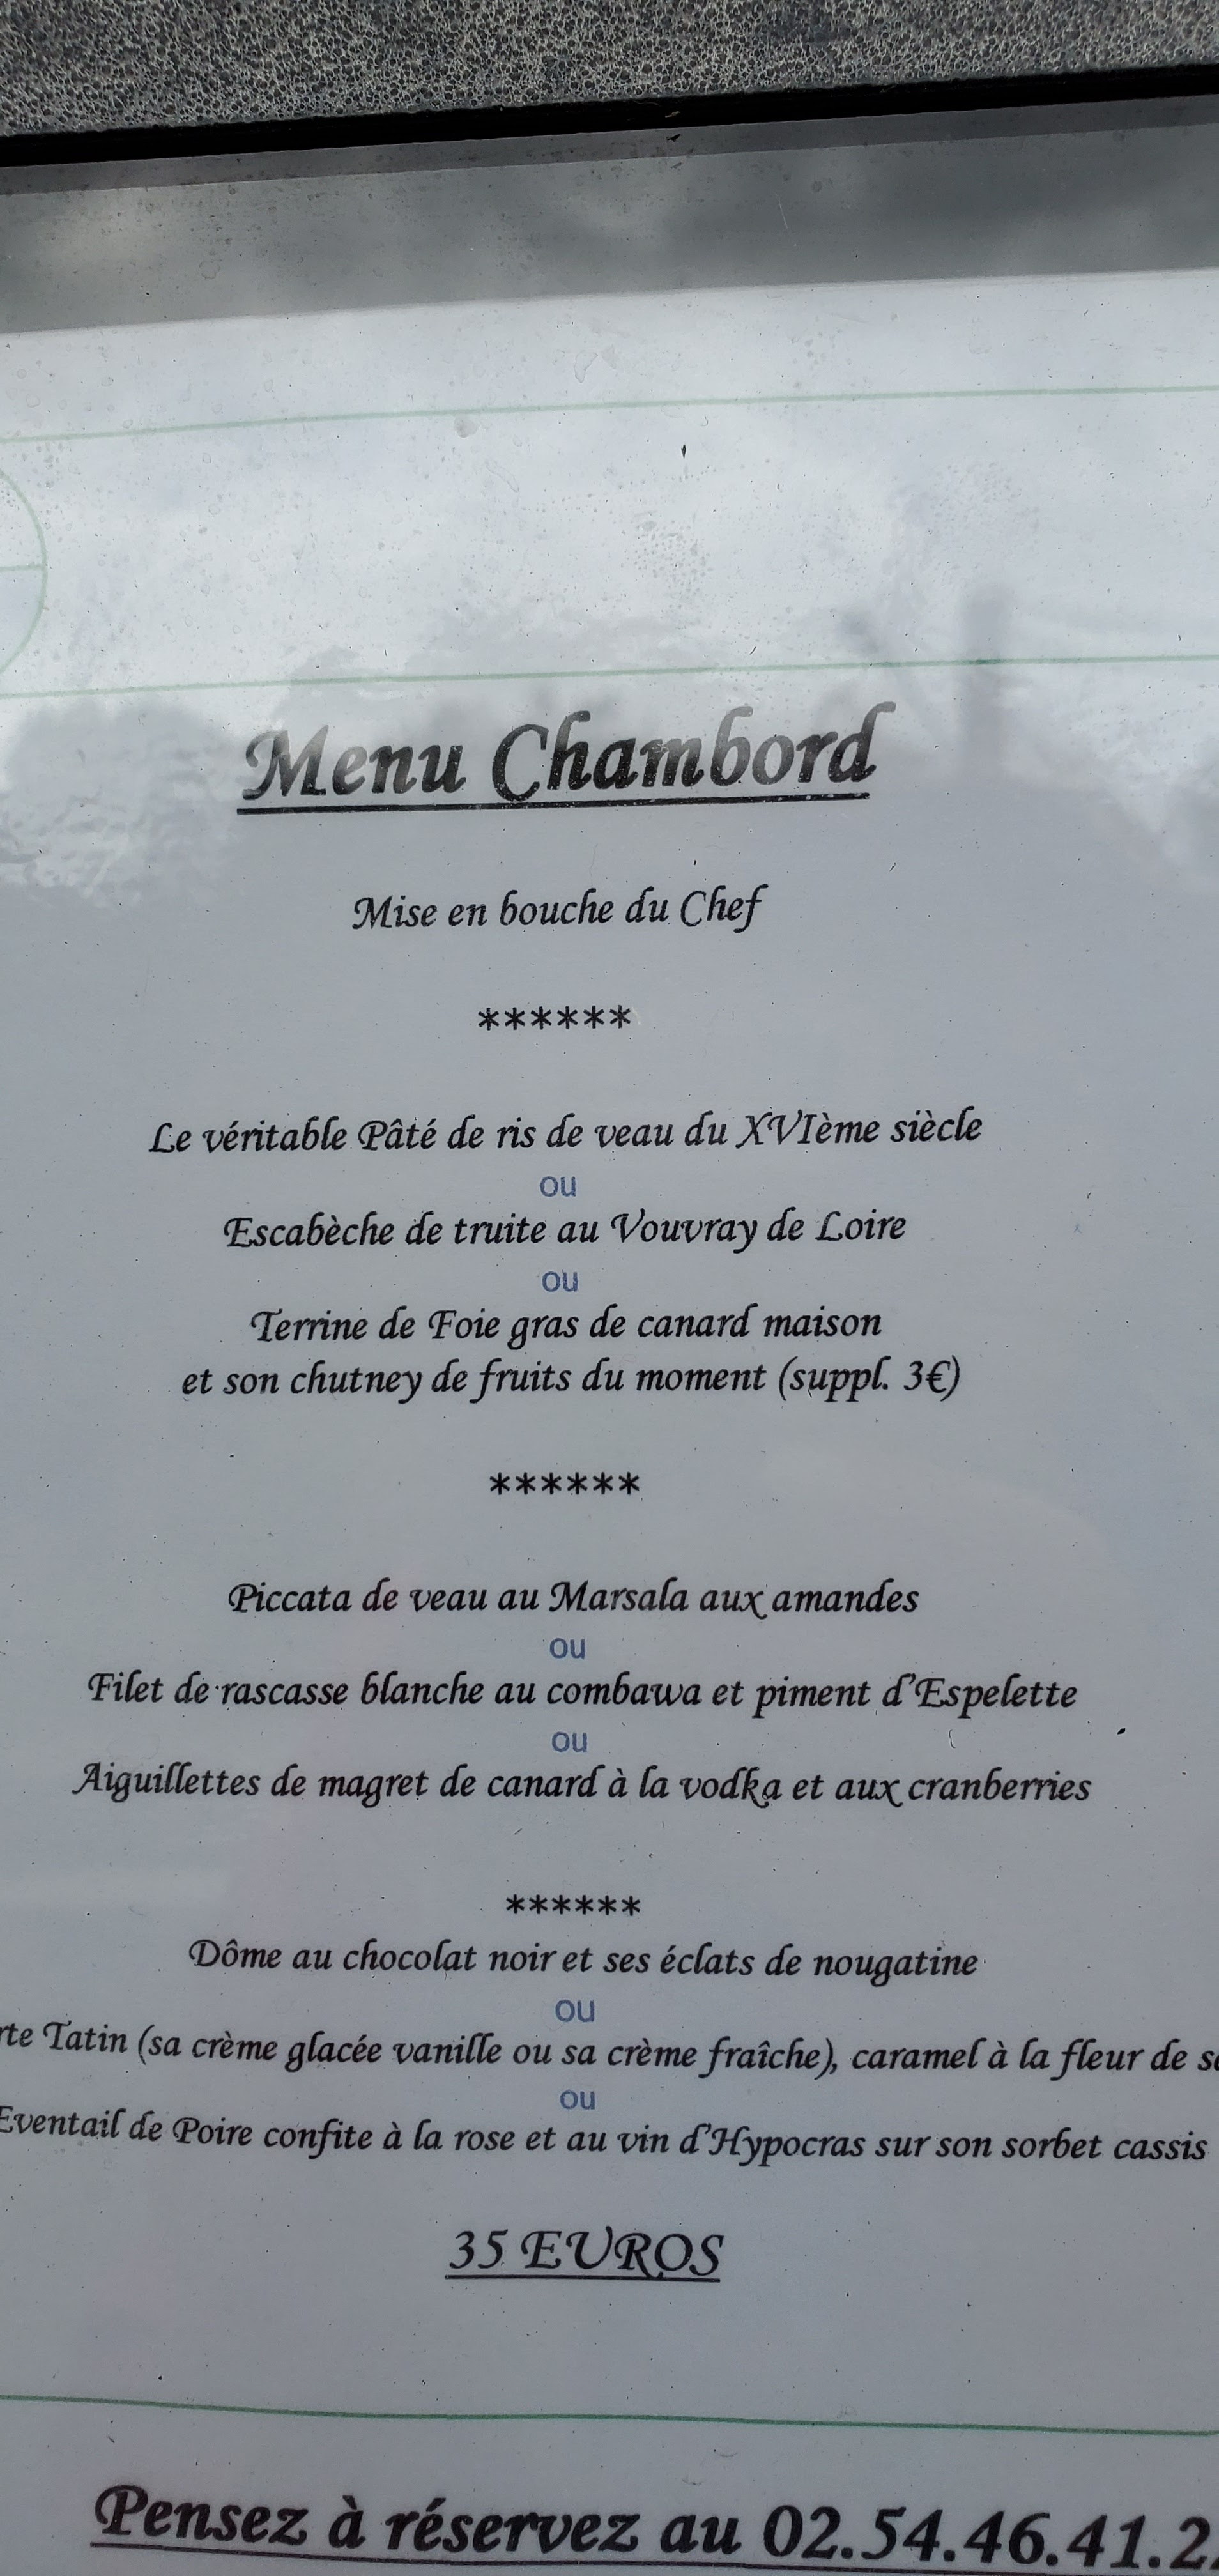 Menu Chambord
Mise en bouche du Chef
******
Le véritable Pâté de ris de veau du XVIème siècle
ou
Escabèche de truite au Vouvray de Loire
ou
Terrine de Foie gras de canard maison
et son chutney de fruits du moment (suppl. 3€)
******
Piccata de veau au Marsala aux amandes
ou
Filet de rascasse blanche au combawa et piment d'Espelette
ou
Aiguillettes de magret de canard à la vodka et aux cranberries
******
Dôme au chocolat noir et ses éclats de nougatine
ou
Tatin (sa crème glacée vanille ou sa crème fraîche), caramel à la fleur de
ou
Eventail de Poire confite à la rose et au vin d'Hypocras sur son sorbet cassis
35 EUROS
Pensez à réservez au 02.54.46.41.2